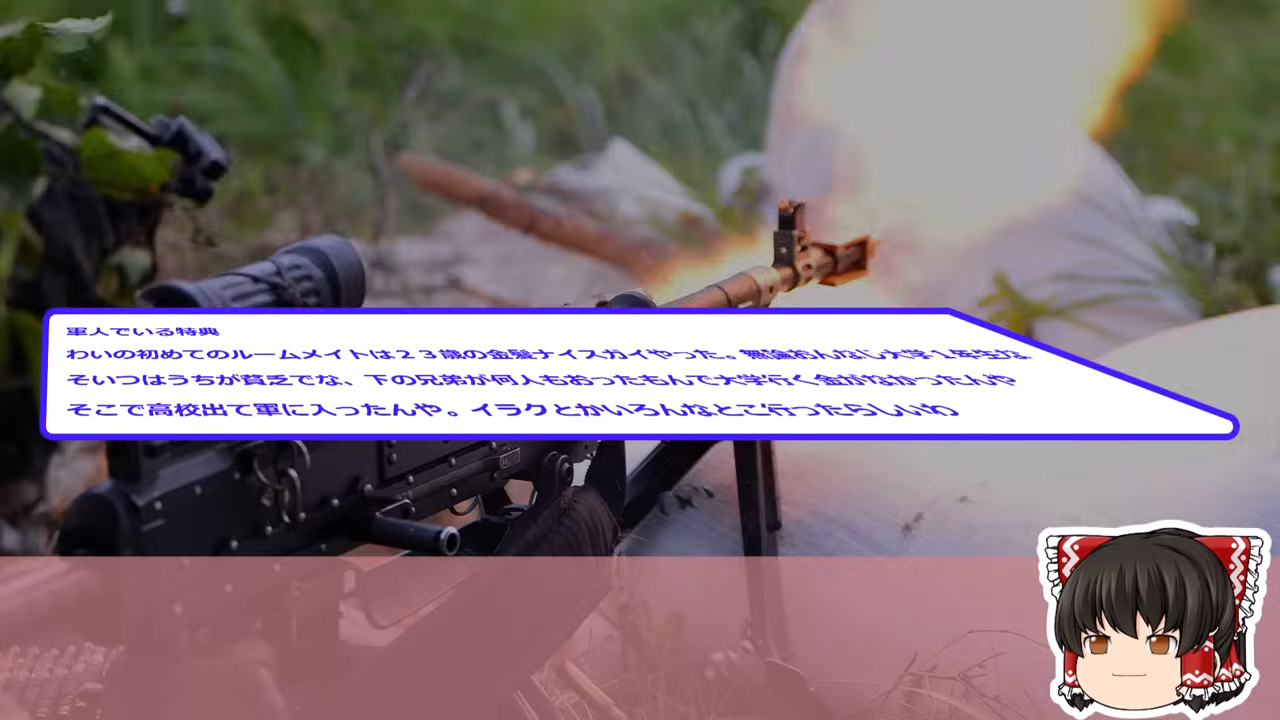 軍人でいる特典
わいの初めてのルームメイトは２３歳の金髪ナイスガイやった。無論おんなじ大学１年生な
そいつはうちが貧乏でな、下の兄弟が何人もおったもんで大学行く金がなかったんや
そこで高校出て軍に入ったんや。イラクとかいろんなとこ行ったらしいわ